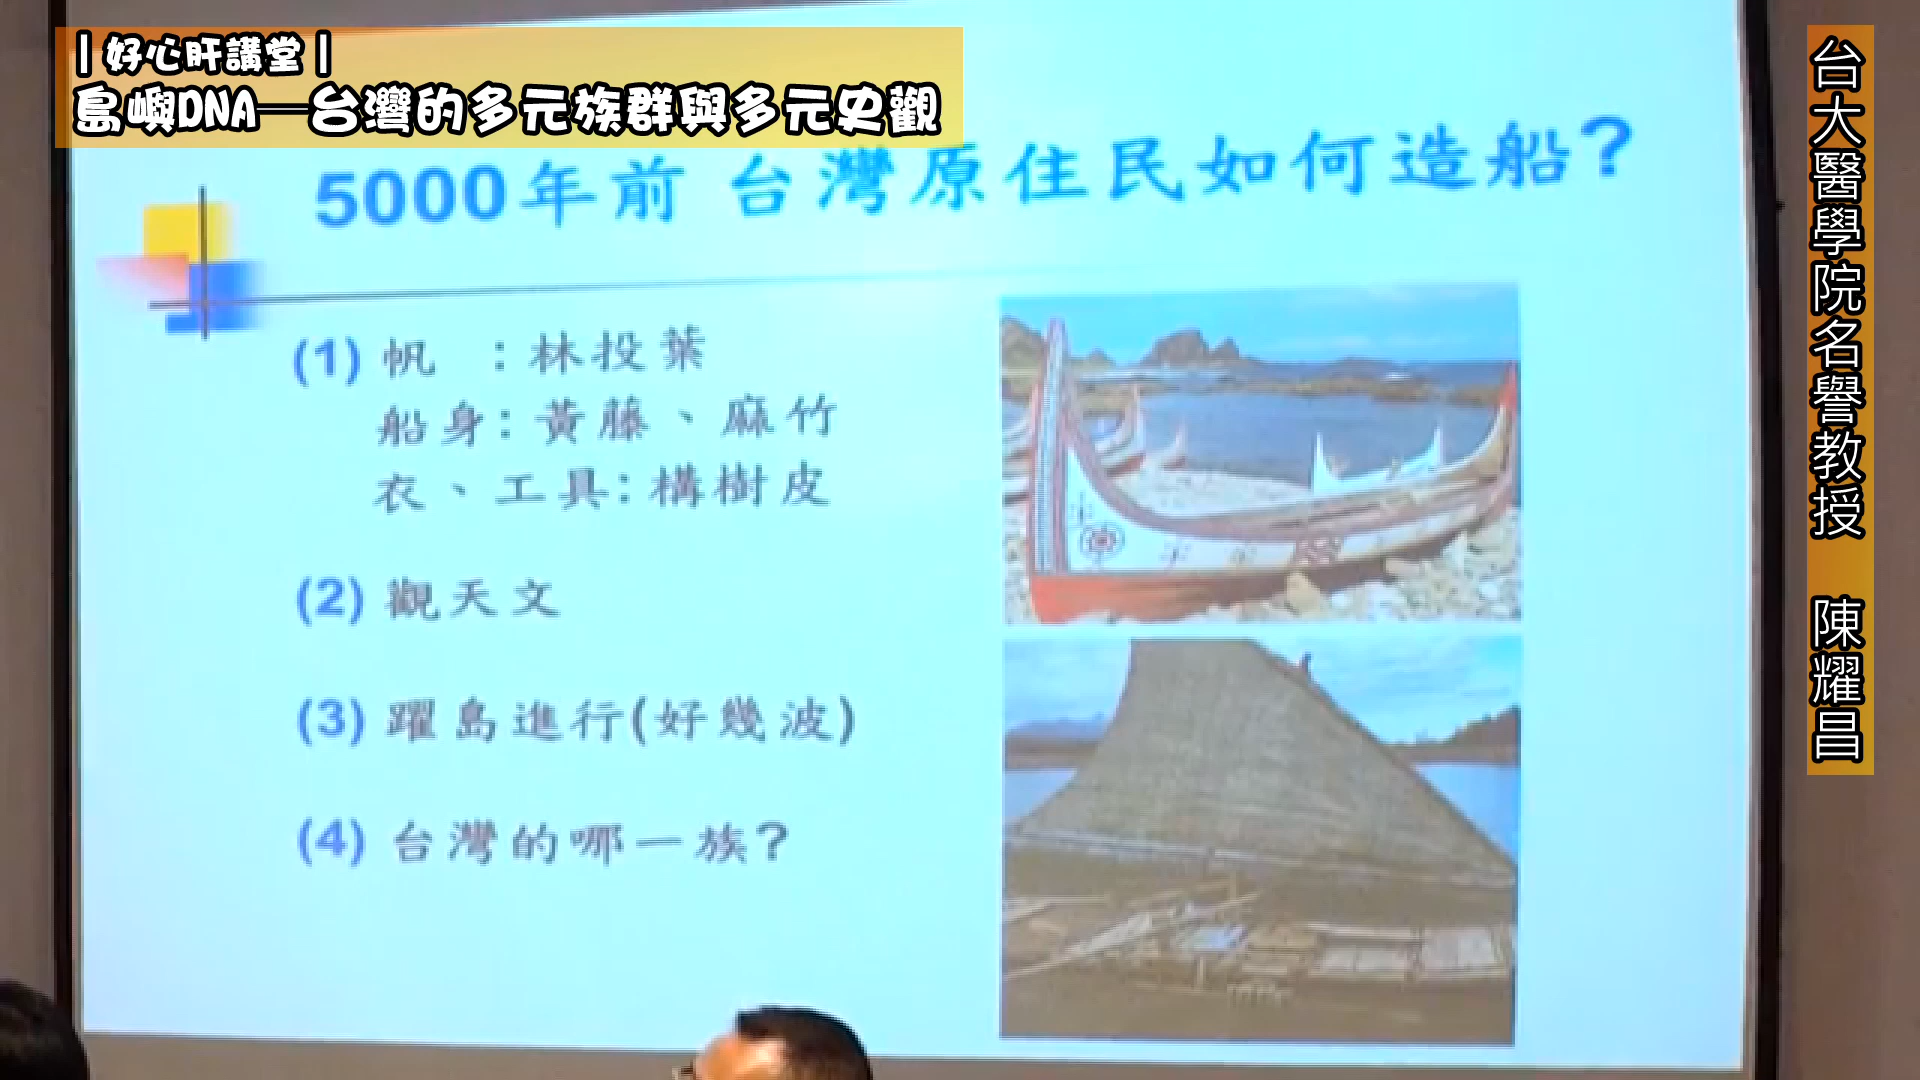 |好心肝講堂|
島嶼DNA—台灣的多元族群與多元史觀
5000年前 台灣原住民如何造船?
(1) 帆 : 林投葉
船身: 黃藤、麻竹
衣、工具: 構樹皮
(2) 觀天文
(3) 躍島進行(好幾波)
(4) 台灣的哪一族?
台大醫學院名譽教授 陳耀昌